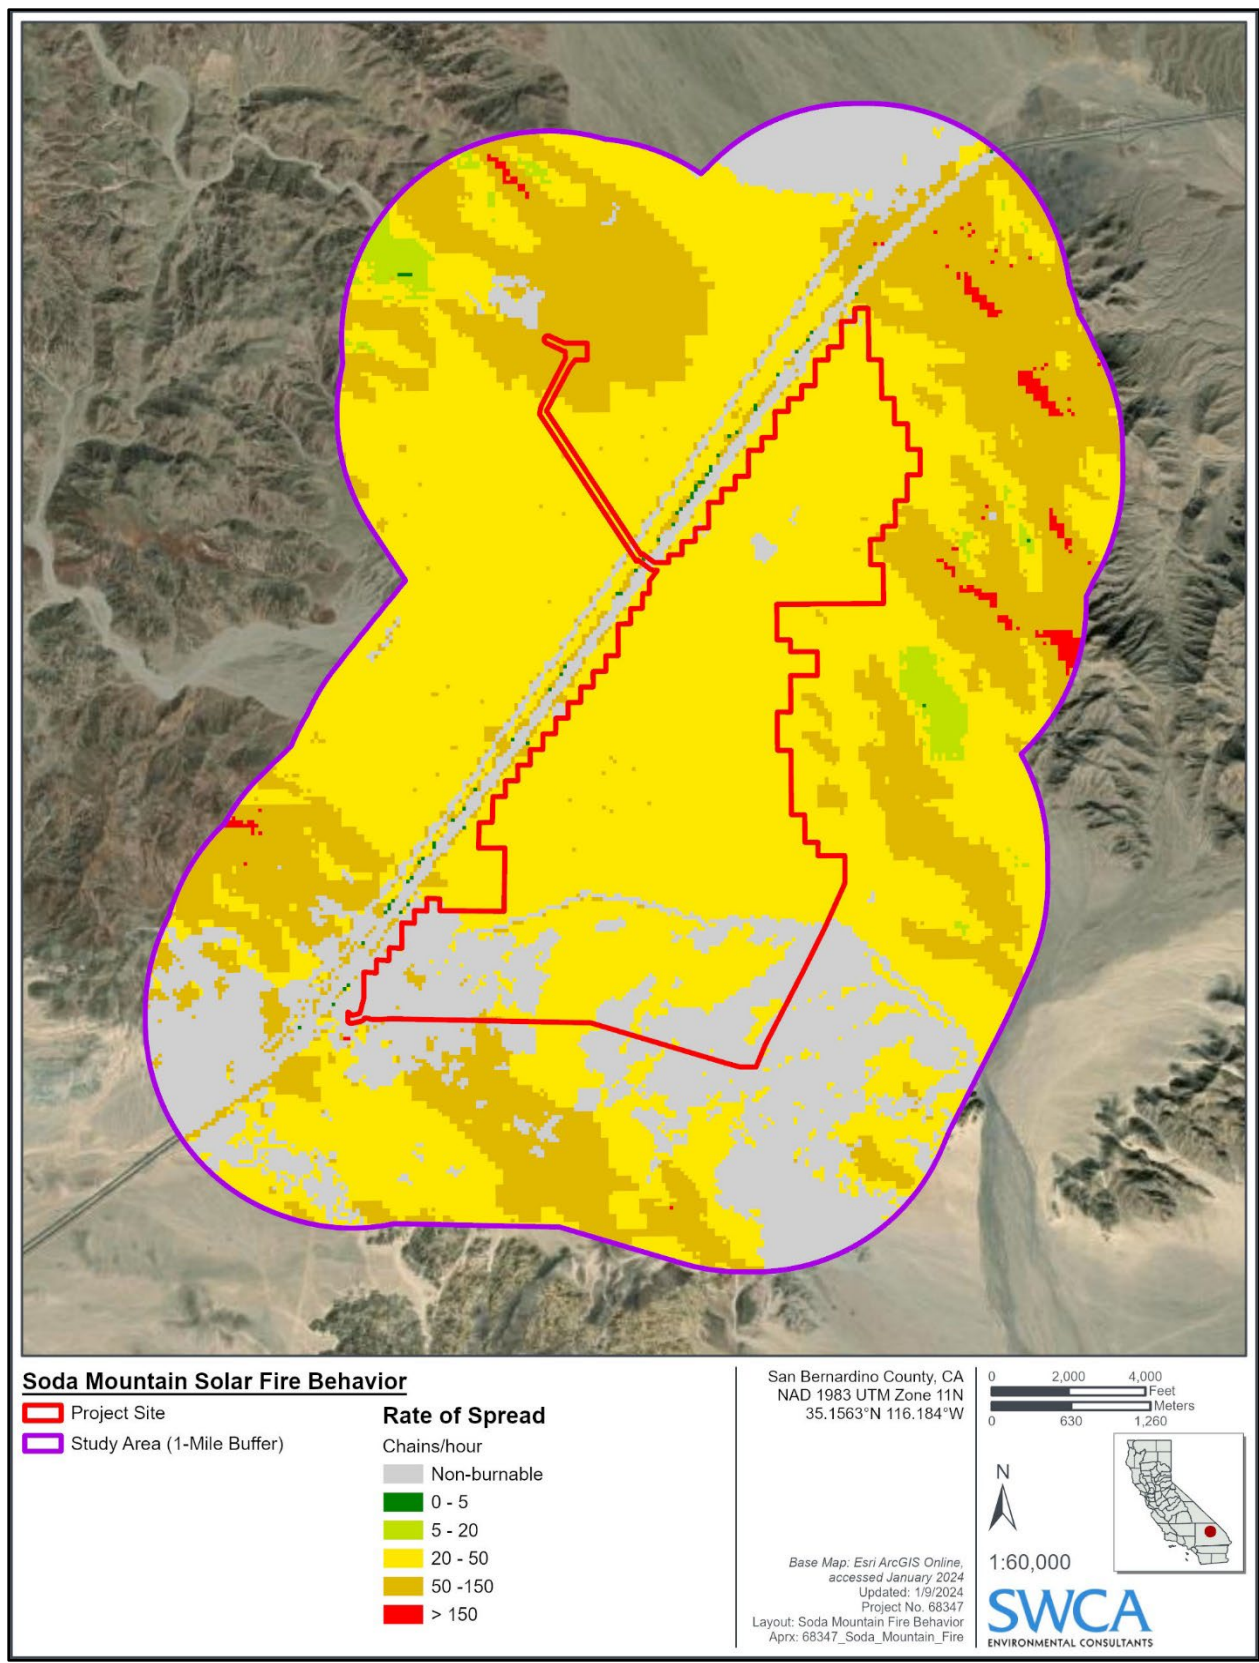 Soda Mountain Solar Fire Behavior
Project Site
Study Area (1-Mile Buffer)
Rate of Spread
Chains/hour
Non-burnable
0 - 5
5 - 20
20 - 50
50 -150
> 150
San Bernardino County, CA
NAD 1983 UTM Zone 11N
35.1563°N 116.184°W
Base Map: Esri ArcGIS Online,
accessed January 2024
Updated: 1/9/2024
Project No. 68347
Layout: Soda Mountain Fire Behavior
Aprx: 68347_Soda_Mountain_Fire
0 2,000 4,000
Feet
Meters
0 630 1,260
N
1:60,000
SWCA
ENVIRONMENTAL CONSULTANTS